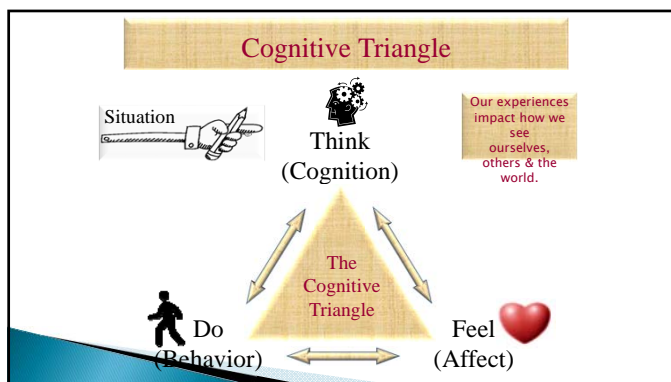 Cognitive Triangle
Situation
Think
(Cognition)
Our experiences
impact how we
see
ourselves,
others & the
world.
The
Cognitive
Triangle
Do
(Behavior)
Feel
(Affect)